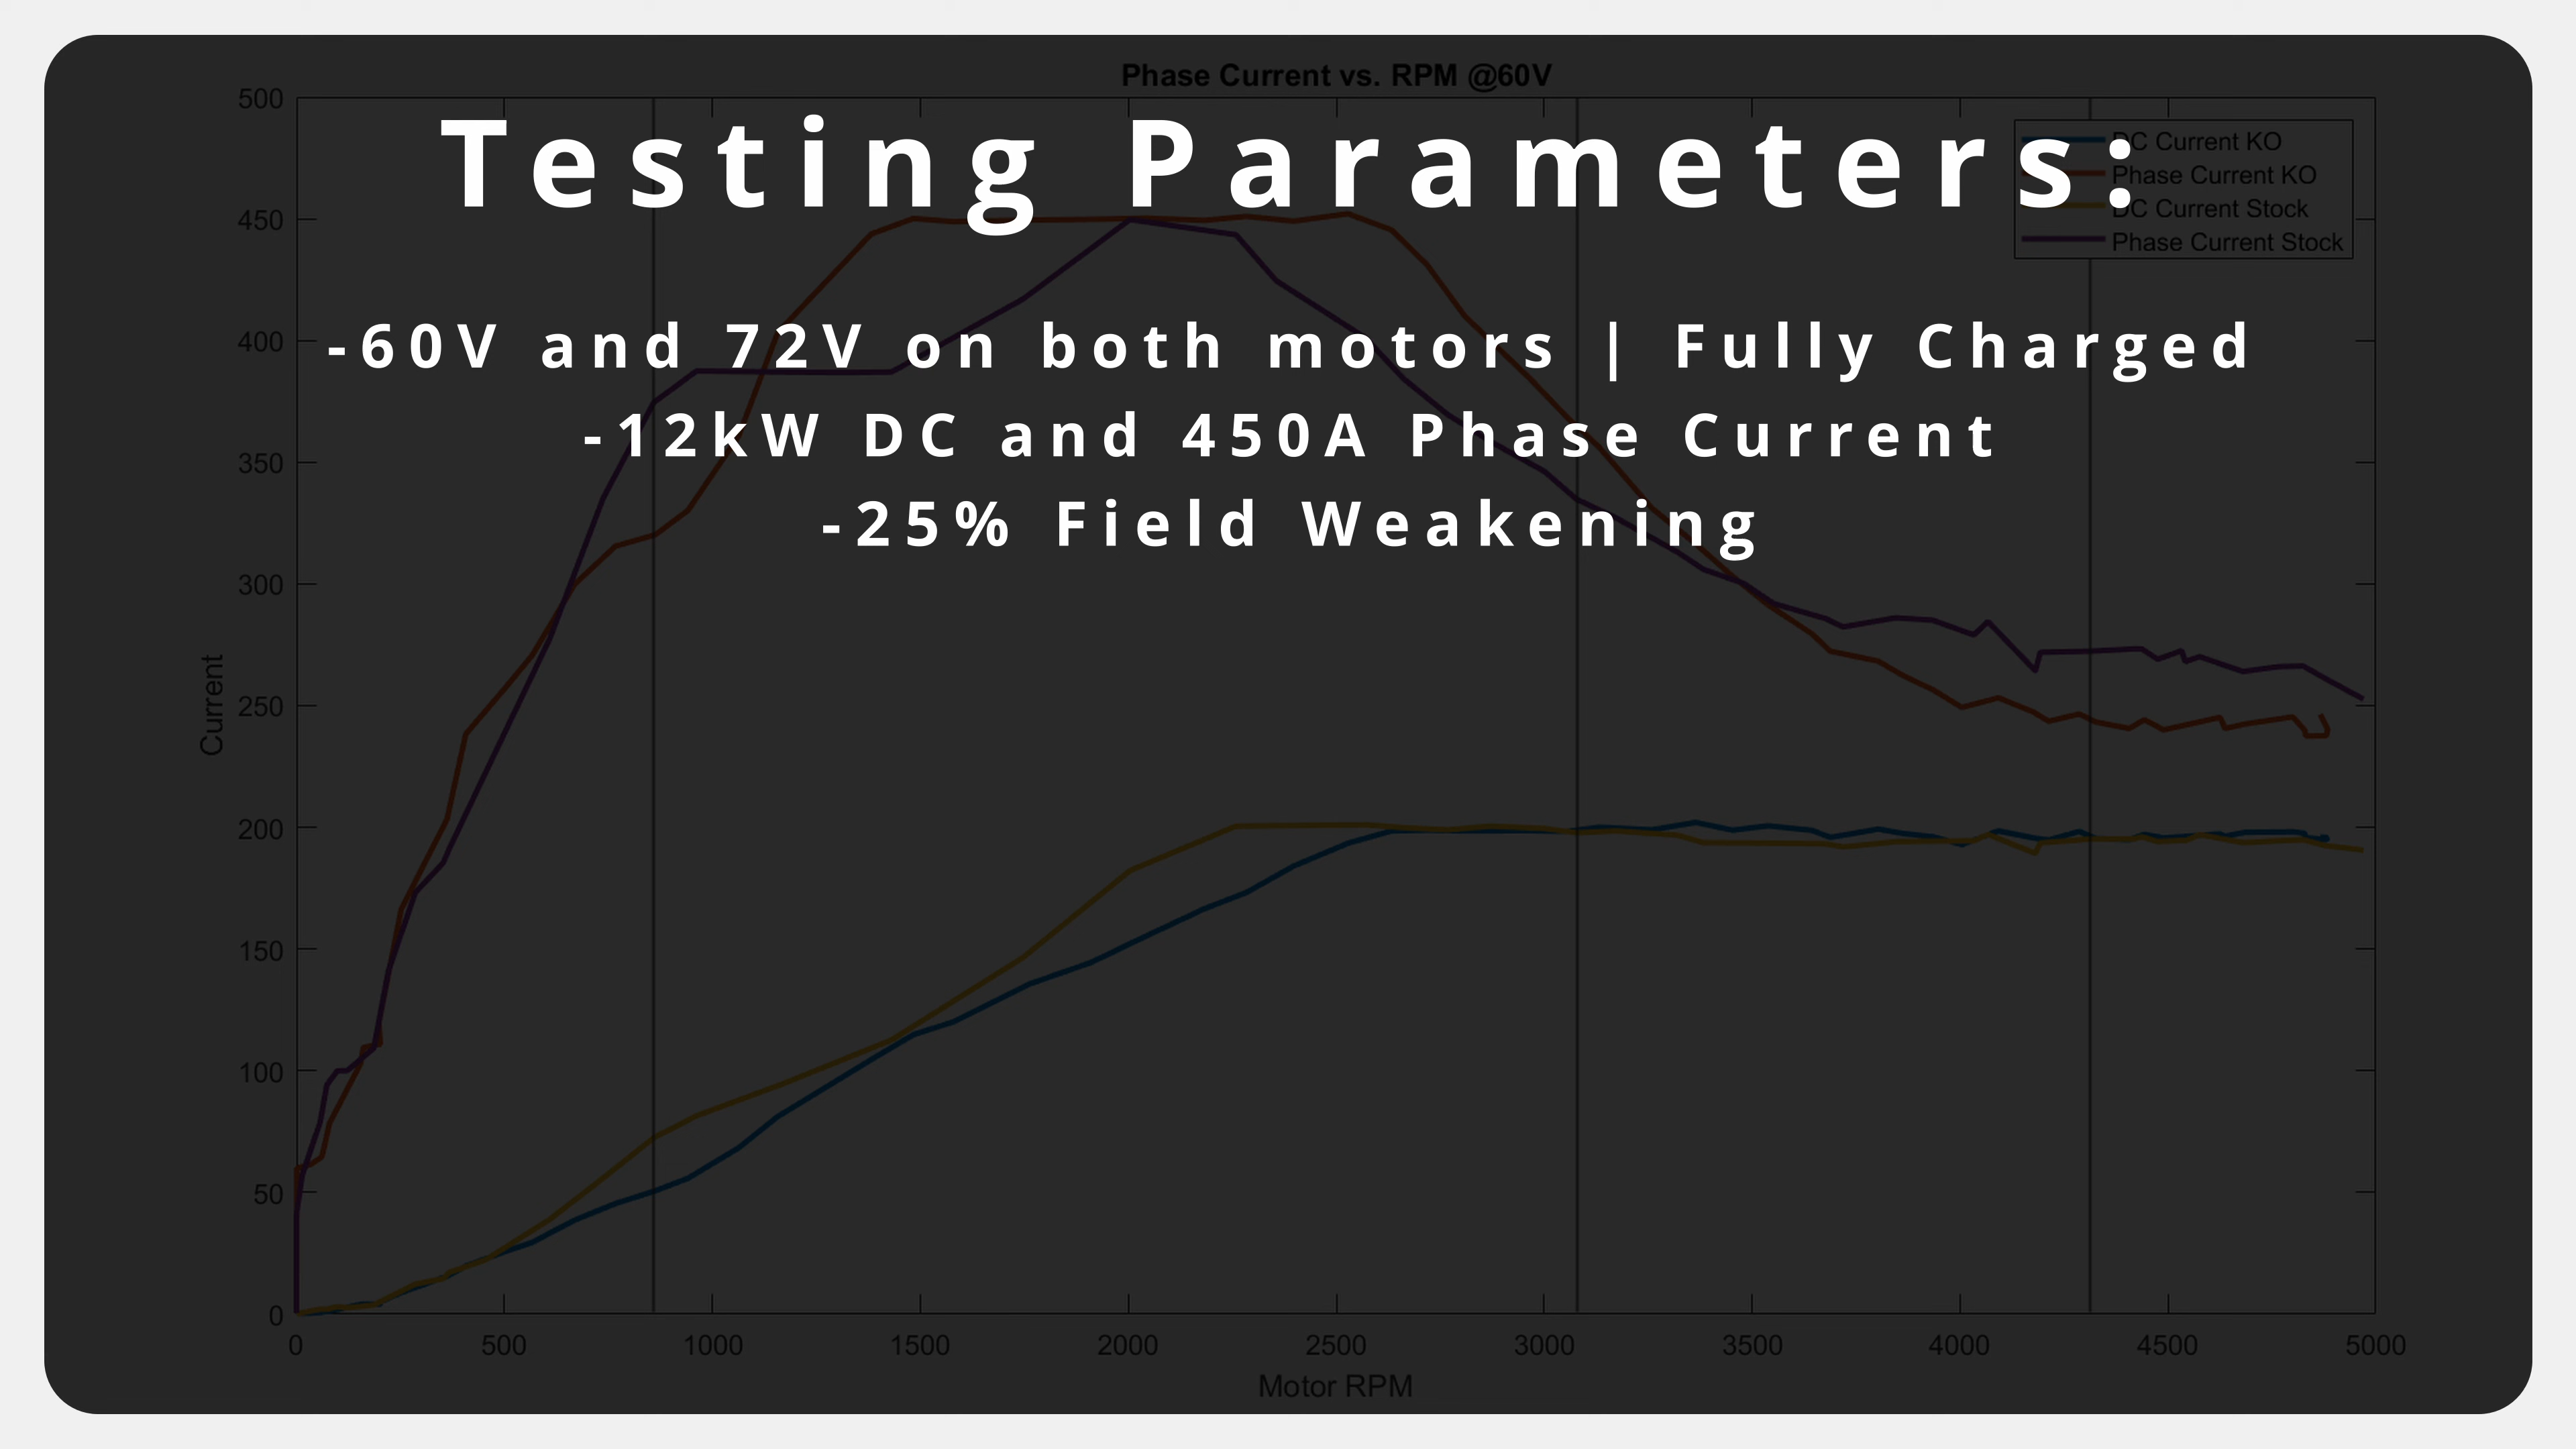 Phase Current vs. RPM @60V
Testing Parameters:
DC Current KO
Phase Current KO
DC Current Stock
Phase Current Stock
-60V and 72V on both motors | Fully Charged
-12kW DC and 450A Phase Current
-25% Field Weakening
500
450
400
350
300
250
200
150
100
50
0
Current
0 500 1000 1500 2000 2500 3000 3500 4000 4500 5000
Motor RPM